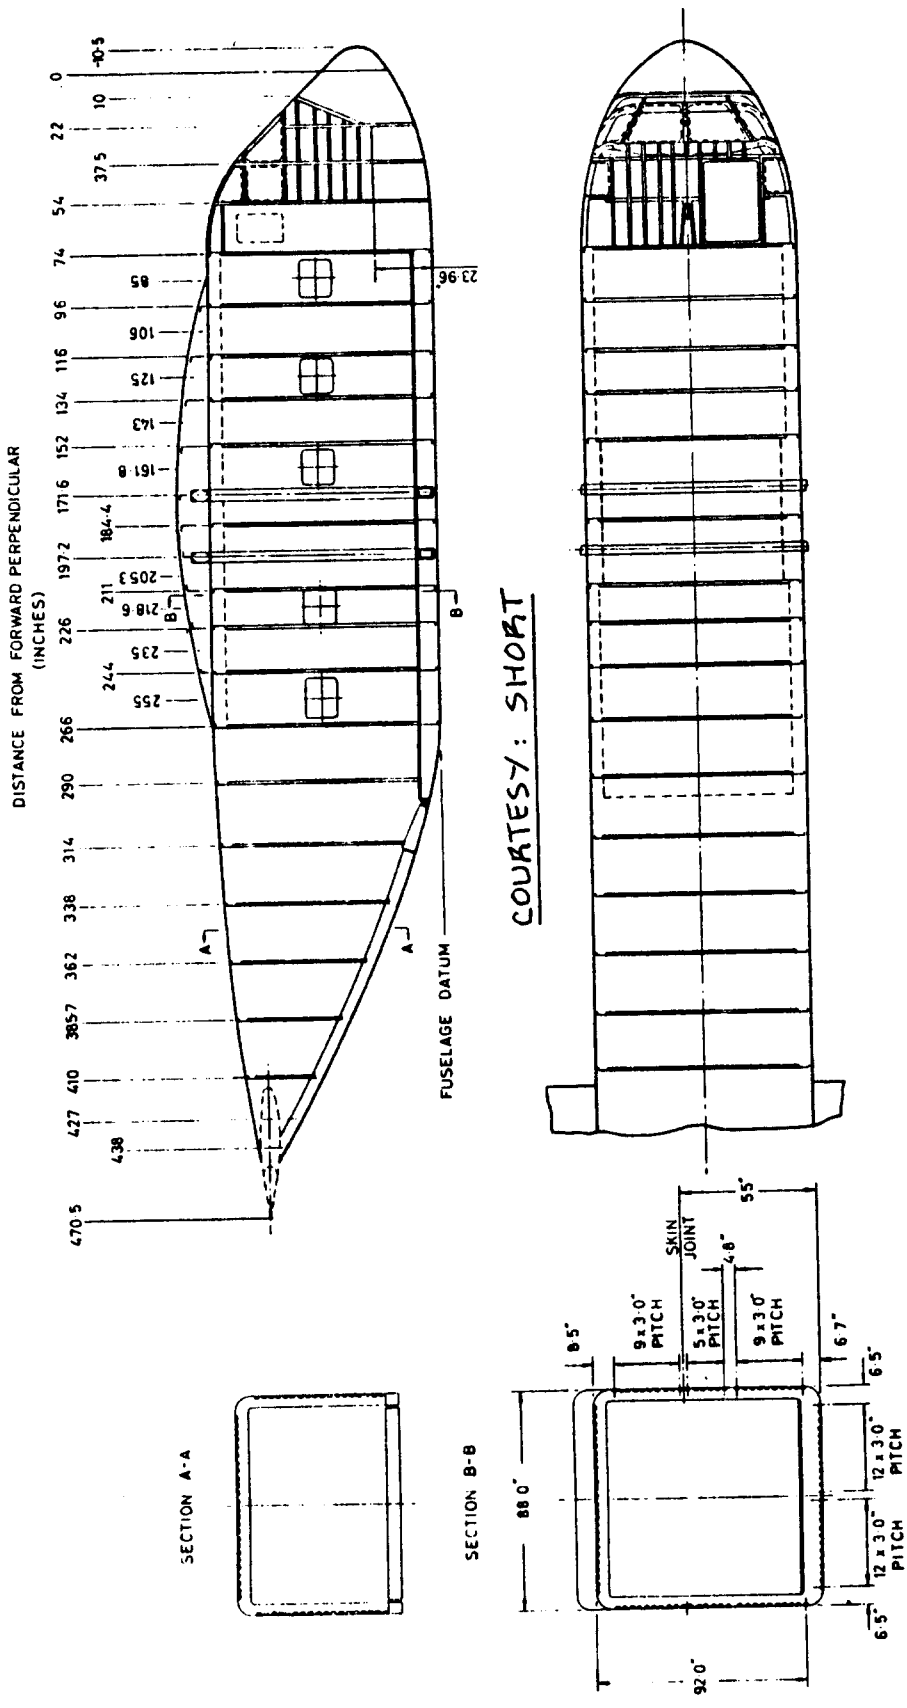 DISTANCE FROM FORWARD PERPENDICULAR
(INCHES)
470·5
438
427
410
385·7
362
338
314
290
266
255
244
235
226
218·6
211
205·3
197·2
184·4
171·6
161·8
152
143
134
125
116
106
96
85
74
54
37·5
22
10
0
-10·5
A
A
B
B
23·96"
FUSELAGE DATUM
COURTESY: SHORT
SECTION A-A
SECTION B-B
88·0"
92·0"
8·5"
9 x 3·0"
PITCH
SKIN
JOINT
5 x 3·0"
PITCH
4·8"
9 x 3·0"
PITCH
6·7"
55"
6·5"
12 x 3·0"
PITCH
12 x 3·0"
PITCH
6·5"